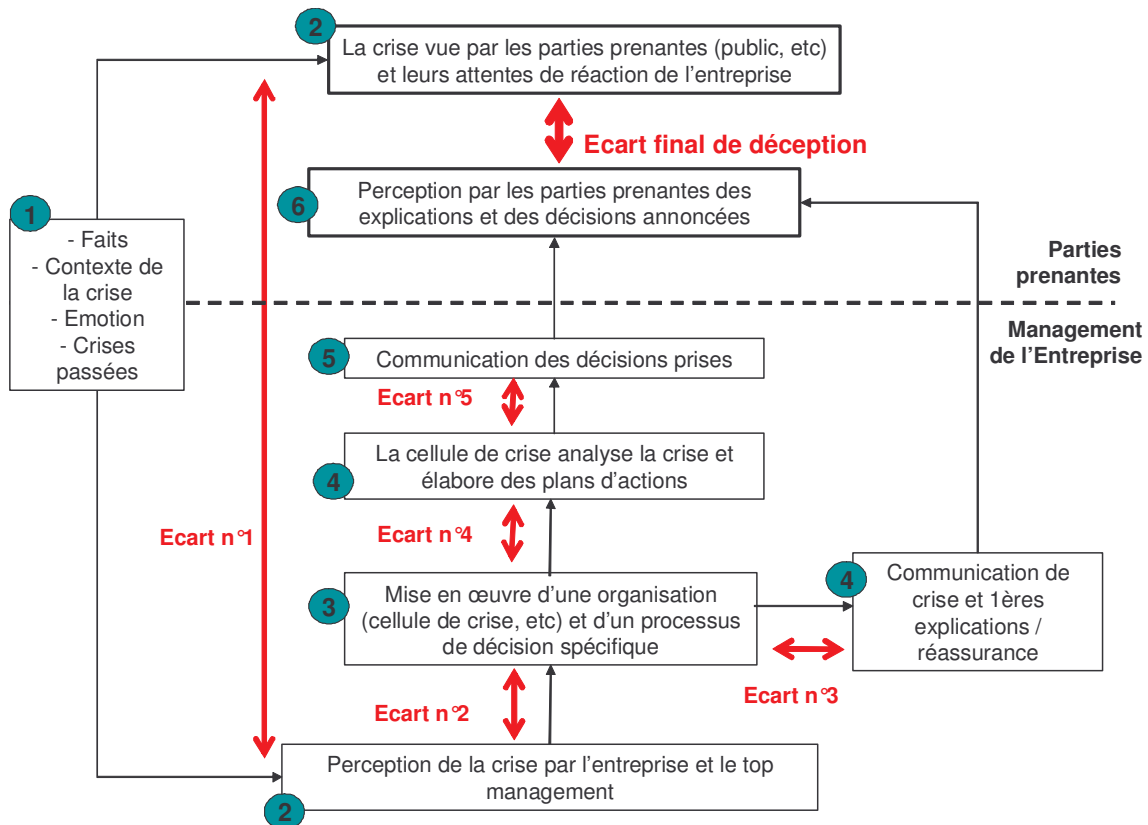 2
La crise vue par les parties prenantes (public, etc)
et leurs attentes de réaction de l'entreprise
Ecart final de déception
6
Perception par les parties prenantes des
explications et des décisions annoncées
1
- Faits
- Contexte de
la crise
- Emotion
- Crises
passées
Parties
prenantes
Management
de l'Entreprise
5
Communication des décisions prises
Ecart n°5
4
La cellule de crise analyse la crise et
élabore des plans d'actions
Ecart n°1
Ecart n°4
3
Mise en œuvre d'une organisation
(cellule de crise, etc) et d'un processus
de décision spécifique
4
Communication de
crise et 1ères
explications /
réassurance
Ecart n°3
Ecart n°2
Perception de la crise par l'entreprise et le top
management
2